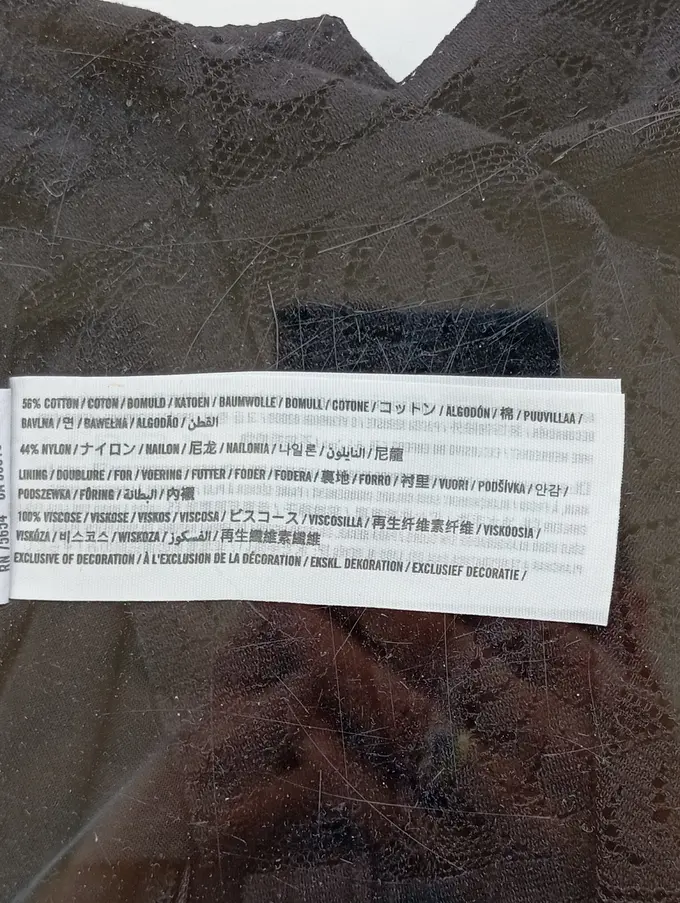 56% COTTON / COTON / BOMULD / KATOEN / BAUMWOLLE / BOMULL / COTONE / コットン / ALGODÓN / 棉 / PUUVILLAA /
BAVLNA / 면 / BAWEŁNA / ALGODÃO / القطن
44% NYLON / ナイロン / NAILON / 尼龙 / NAILONIA / 나일론 / النايلون / 尼龍
LINING / DOUBLURE / FOR / VOERING / FUTTER / FODER / FODERA / 裏地 / FORRO / 衬里 / VUORI / PODŠÍVKA / 안감 /
PODSZEWKA / FÔRING / البطانة / 內襯
100% VISCOSE / VISKOSE / VISKOS / VISCOSA / ビスコース / VISCOSILLA / 再生纤维素纤维 / VISKOOSIA /
VISKÓZA / 비스코스 / WISKOZA / الفسكوز / 再生纖維素纖維
EXCLUSIVE OF DECORATION / À L'EXCLUSION DE LA DÉCORATION / EKSKL. DEKORATION / EXCLUSIEF DECORATIE /
RN 75654